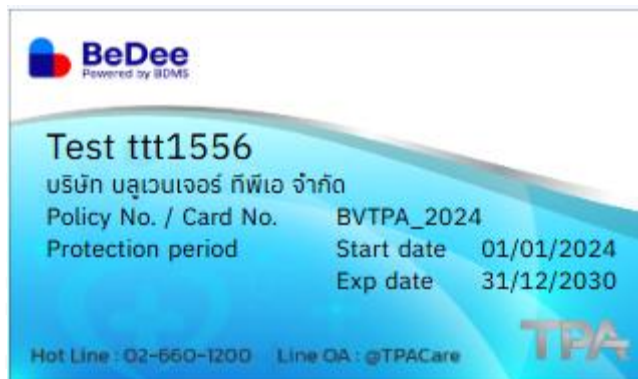 BeDee
Powered by BDMS
Test ttt1556
บริษัท บลูเวนเจอร์ ทีพีเอ จำกัด
Policy No. / Card No. BVTPA_2024
Protection period Start date 01/01/2024
Exp date 31/12/2030
TPA
Hot Line : 02-660-1200 Line OA : @TPACare